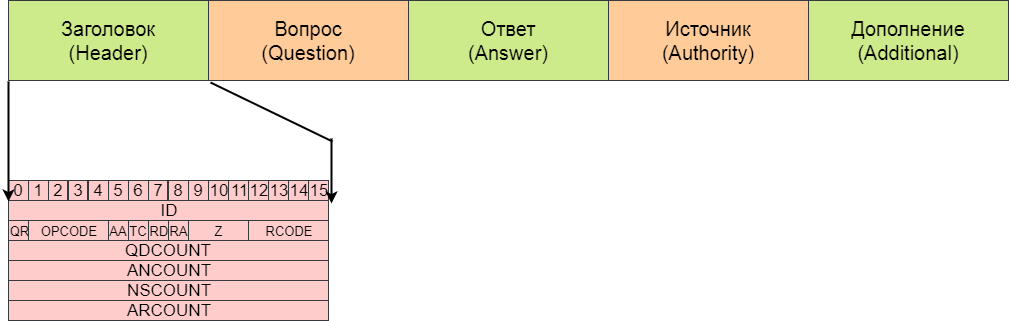 Заголовок
(Header)
Вопрос
(Question)
Ответ
(Answer)
Источник
(Authority)
Дополнение
(Additional)
0 1 2 3 4 5 6 7 8 9 10 11 12 13 14 15
ID
QR OPCODE AA TC RD RA Z RCODE
QDCOUNT
ANCOUNT
NSCOUNT
ARCOUNT